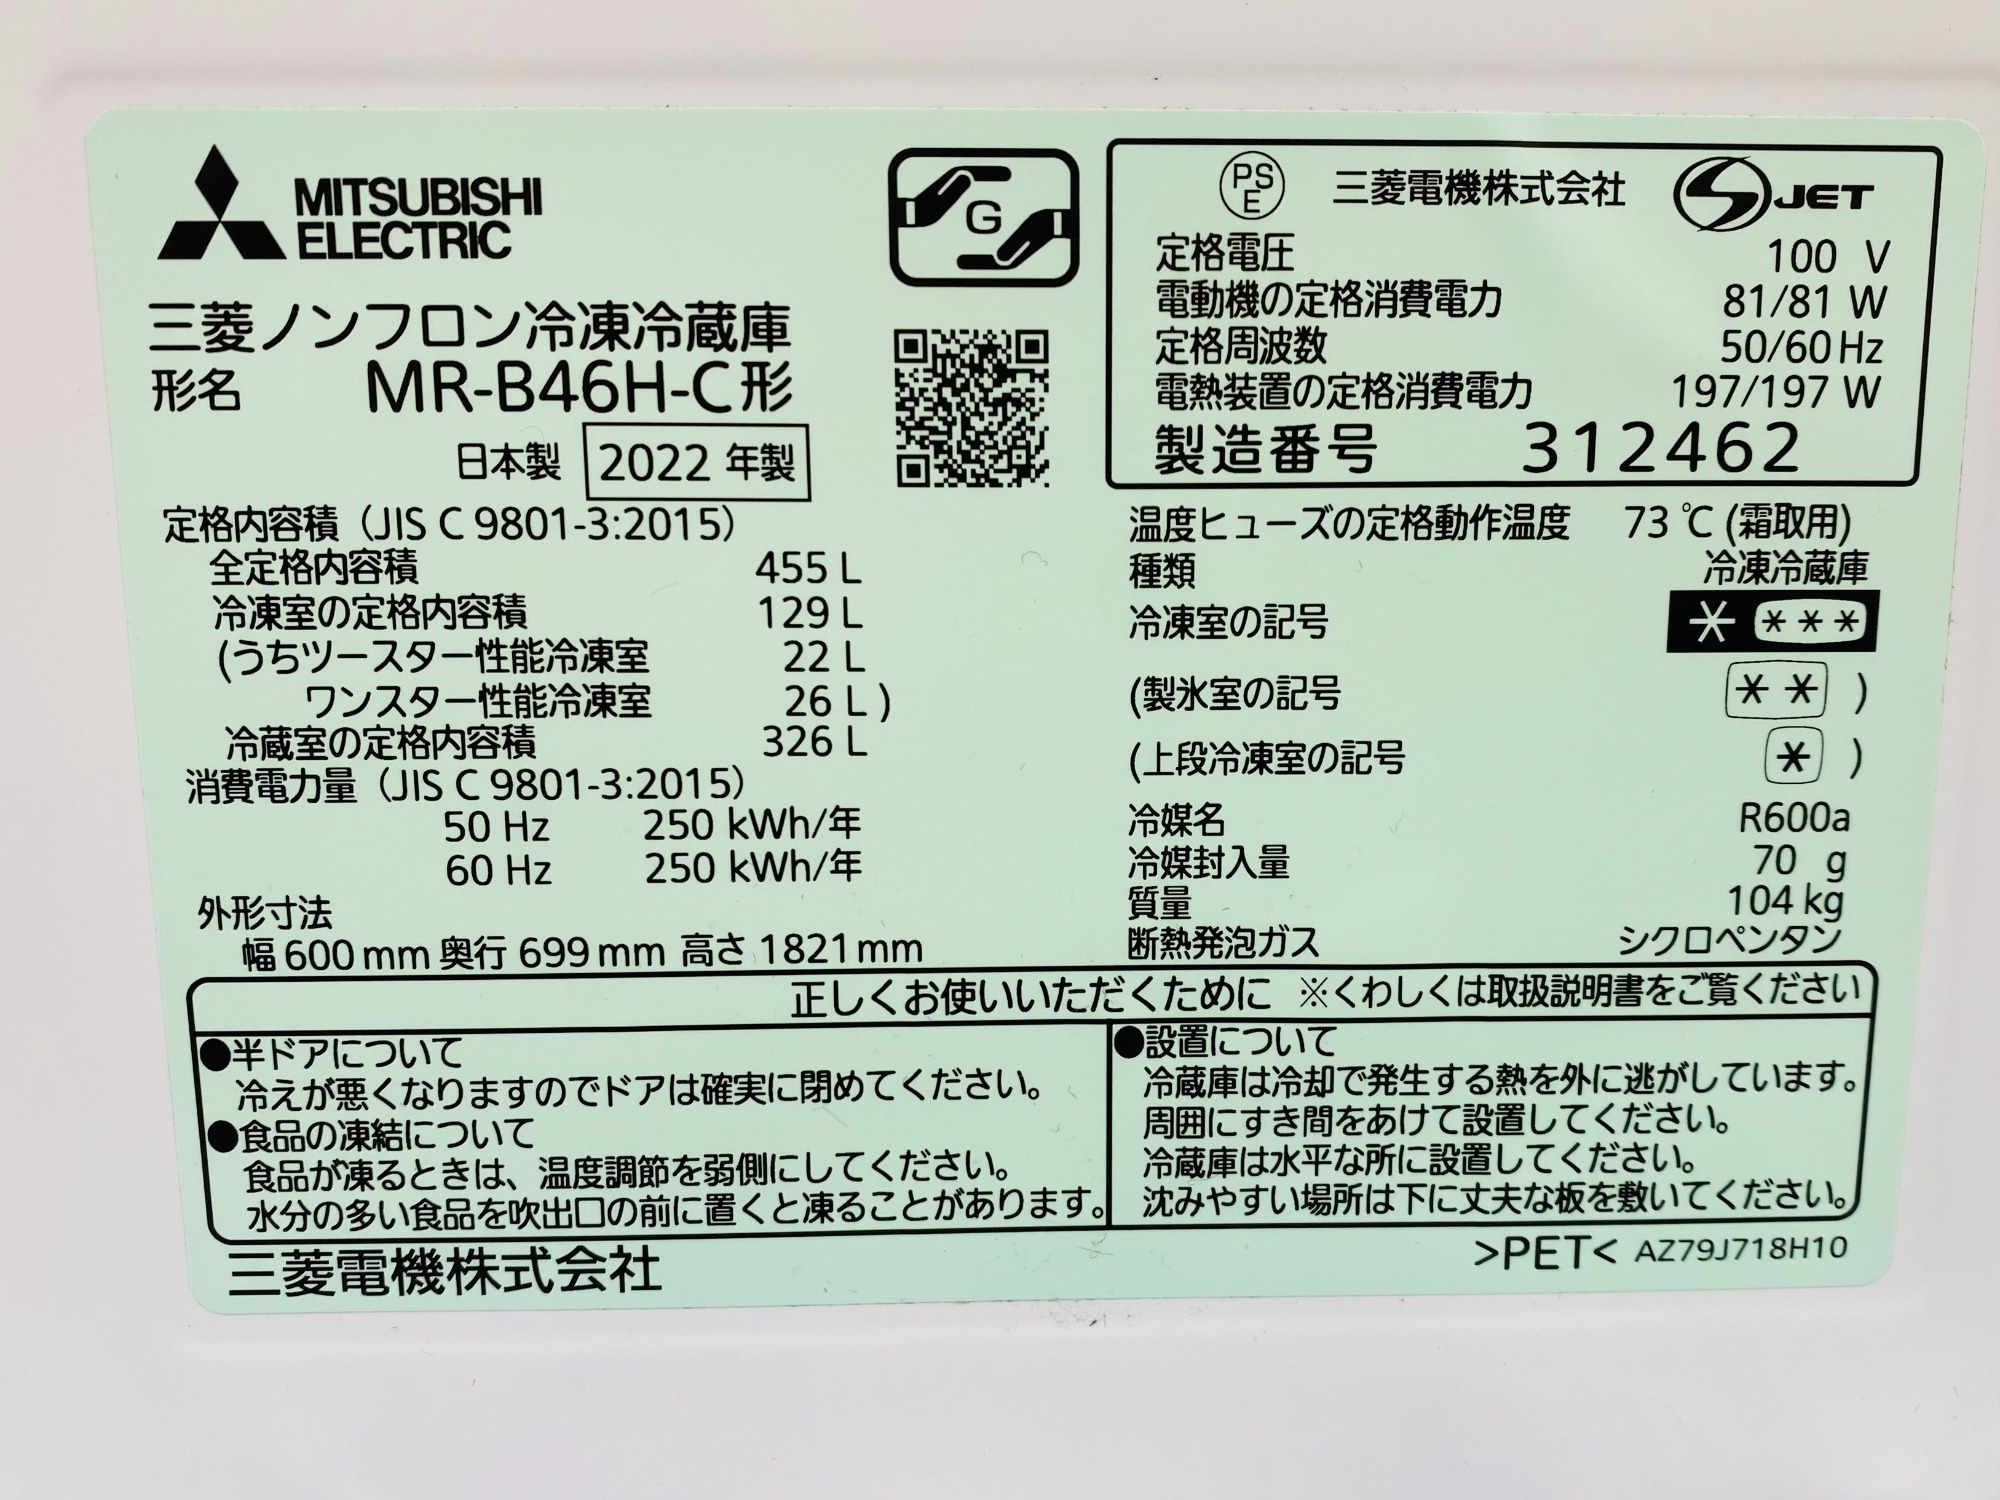 MITSUBISHI
ELECTRIC
三菱ノンフロン冷凍冷蔵庫
形名 MR-B46H-C形
日本製 2022 年製
定格内容積（JIS C 9801-3:2015）
全定格内容積 455 L
冷凍室の定格内容積 129 L
(うちツースター性能冷凍室 22 L
ワンスター性能冷凍室 26 L )
冷蔵室の定格内容積 326 L
消費電力量（JIS C 9801-3:2015）
50 Hz 250 kWh/年
60 Hz 250 kWh/年
外形寸法
幅 600 mm 奥行 699 mm 高さ 1821 mm
G
PS
E
三菱電機株式会社
S JET
定格電圧 100 V
電動機の定格消費電力 81/81 W
定格周波数 50/60 Hz
電熱装置の定格消費電力 197/197 W
製造番号 312462
温度ヒューズの定格動作温度 73 ℃ (霜取用)
種類 冷凍冷蔵庫
冷凍室の記号 * ***
(製氷室の記号 ** )
(上段冷凍室の記号 * )
冷媒名 R600a
冷媒封入量 70 g
質量 104 kg
断熱発泡ガス シクロペンタン
正しくお使いいただくために ※くわしくは取扱説明書をご覧ください
●半ドアについて
冷えが悪くなりますのでドアは確実に閉めてください。
●食品の凍結について
食品が凍るときは、温度調節を弱側にしてください。
水分の多い食品を吹出口の前に置くと凍ることがあります。
●設置について
冷蔵庫は冷却で発生する熱を外に逃がしています。
周囲にすき間をあけて設置してください。
冷蔵庫は水平な所に設置してください。
沈みやすい場所は下に丈夫な板を敷いてください。
三菱電機株式会社
>PET< AZ79J718H10